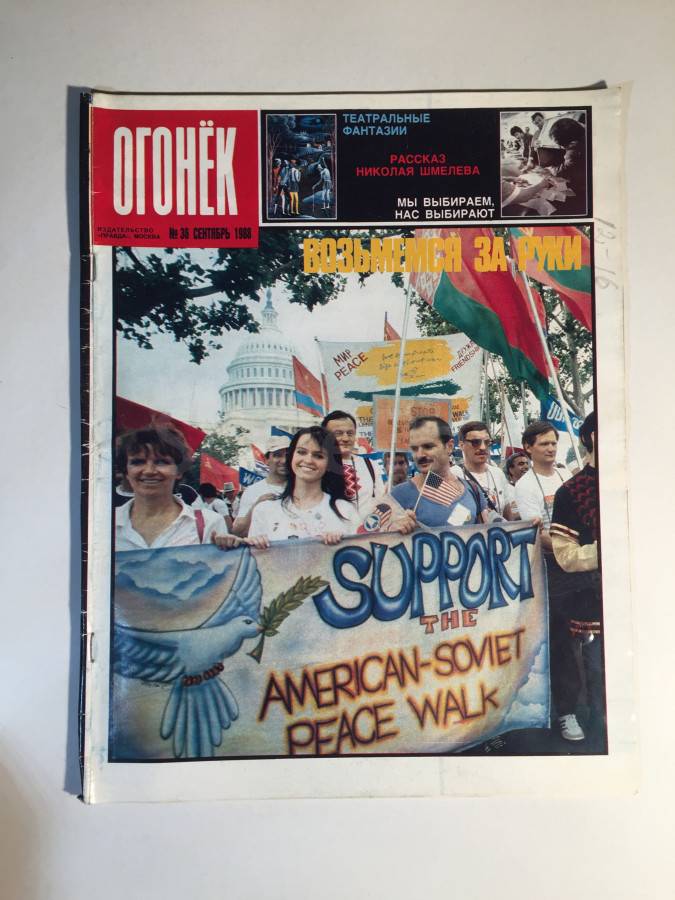 ОГОНЁК
ИЗДАТЕЛЬСТВО
«ПРАВДА», МОСКВА
№ 36 СЕНТЯБРЬ 1988
ТЕАТРАЛЬНЫЕ
ФАНТАЗИИ
РАССКАЗ
НИКОЛАЯ ШМЕЛЕВА
МЫ ВЫБИРАЕМ,
НАС ВЫБИРАЮТ
ВОЗЬМЕМСЯ ЗА РУКИ
МИР
PEACE
FRIENDSHIP
STOP
SUPPORT
THE
AMERICAN-SOVIET
PEACE WALK